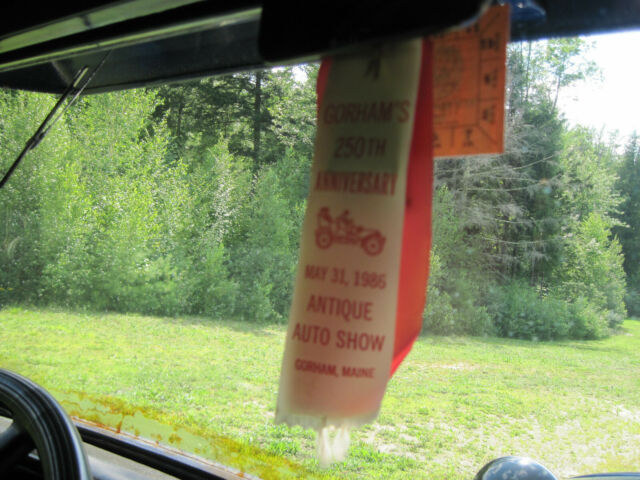 GORHAM'S
250TH
ANNIVERSARY
MAY 31, 1986
ANTIQUE
AUTO SHOW
GORHAM, MAINE